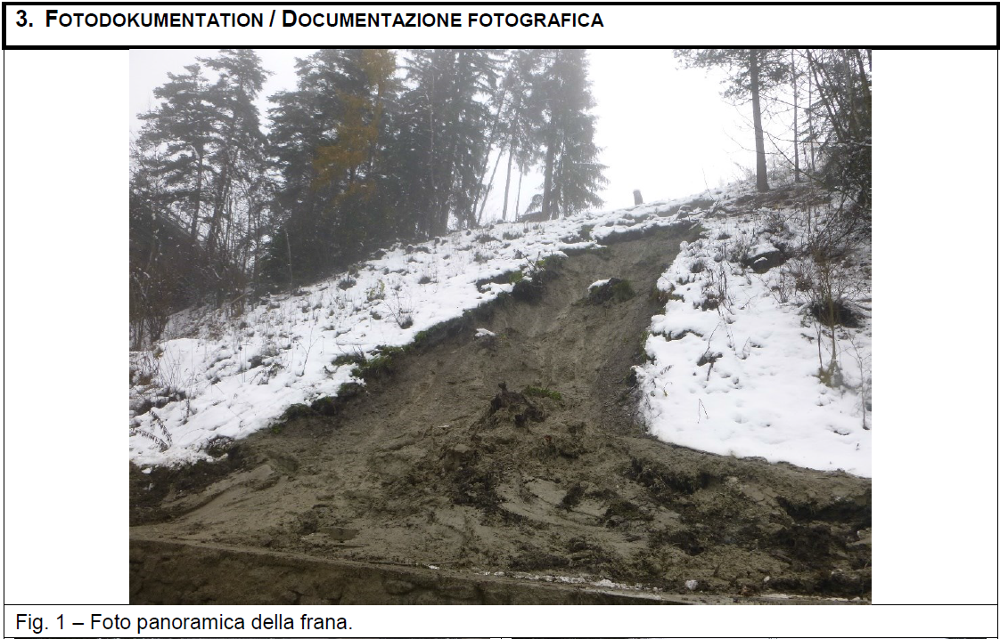 3. FOTODOKUMENTATION / DOCUMENTAZIONE FOTOGRAFICA
Fig. 1 – Foto panoramica della frana.